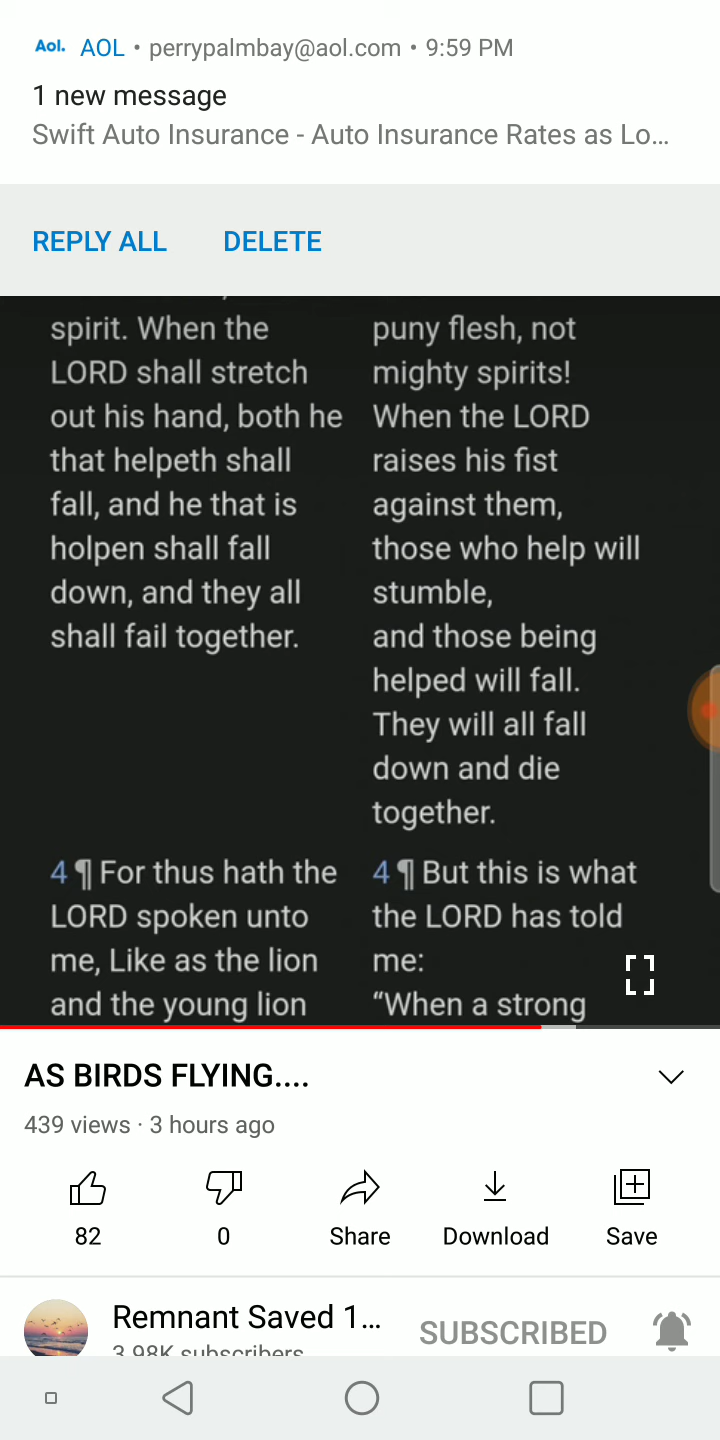 Aol. AOL • perrypalmbay@aol.com • 9:59 PM
1 new message
Swift Auto Insurance - Auto Insurance Rates as Lo...
REPLY ALL DELETE
spirit. When the
LORD shall stretch
out his hand, both he
that helpeth shall
fall, and he that is
holpen shall fall
down, and they all
shall fail together.
puny flesh, not
mighty spirits!
When the LORD
raises his fist
against them,
those who help will
stumble,
and those being
helped will fall.
They will all fall
down and die
together.
4 ¶ For thus hath the
LORD spoken unto
me, Like as the lion
and the young lion
4 ¶ But this is what
the LORD has told
me:
“When a strong
AS BIRDS FLYING....
439 views · 3 hours ago
82 0 Share Download Save
Remnant Saved 1... SUBSCRIBED
3.98K subscribers